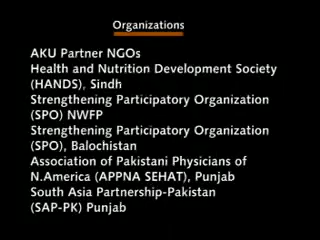 Organizations
AKU Partner NGOs
Health and Nutrition Development Society
(HANDS), Sindh
Strengthening Participatory Organization
(SPO) NWFP
Strengthening Participatory Organization
(SPO), Balochistan
Association of Pakistani Physicians of
N.America (APPNA SEHAT), Punjab
South Asia Partnership-Pakistan
(SAP-PK) Punjab